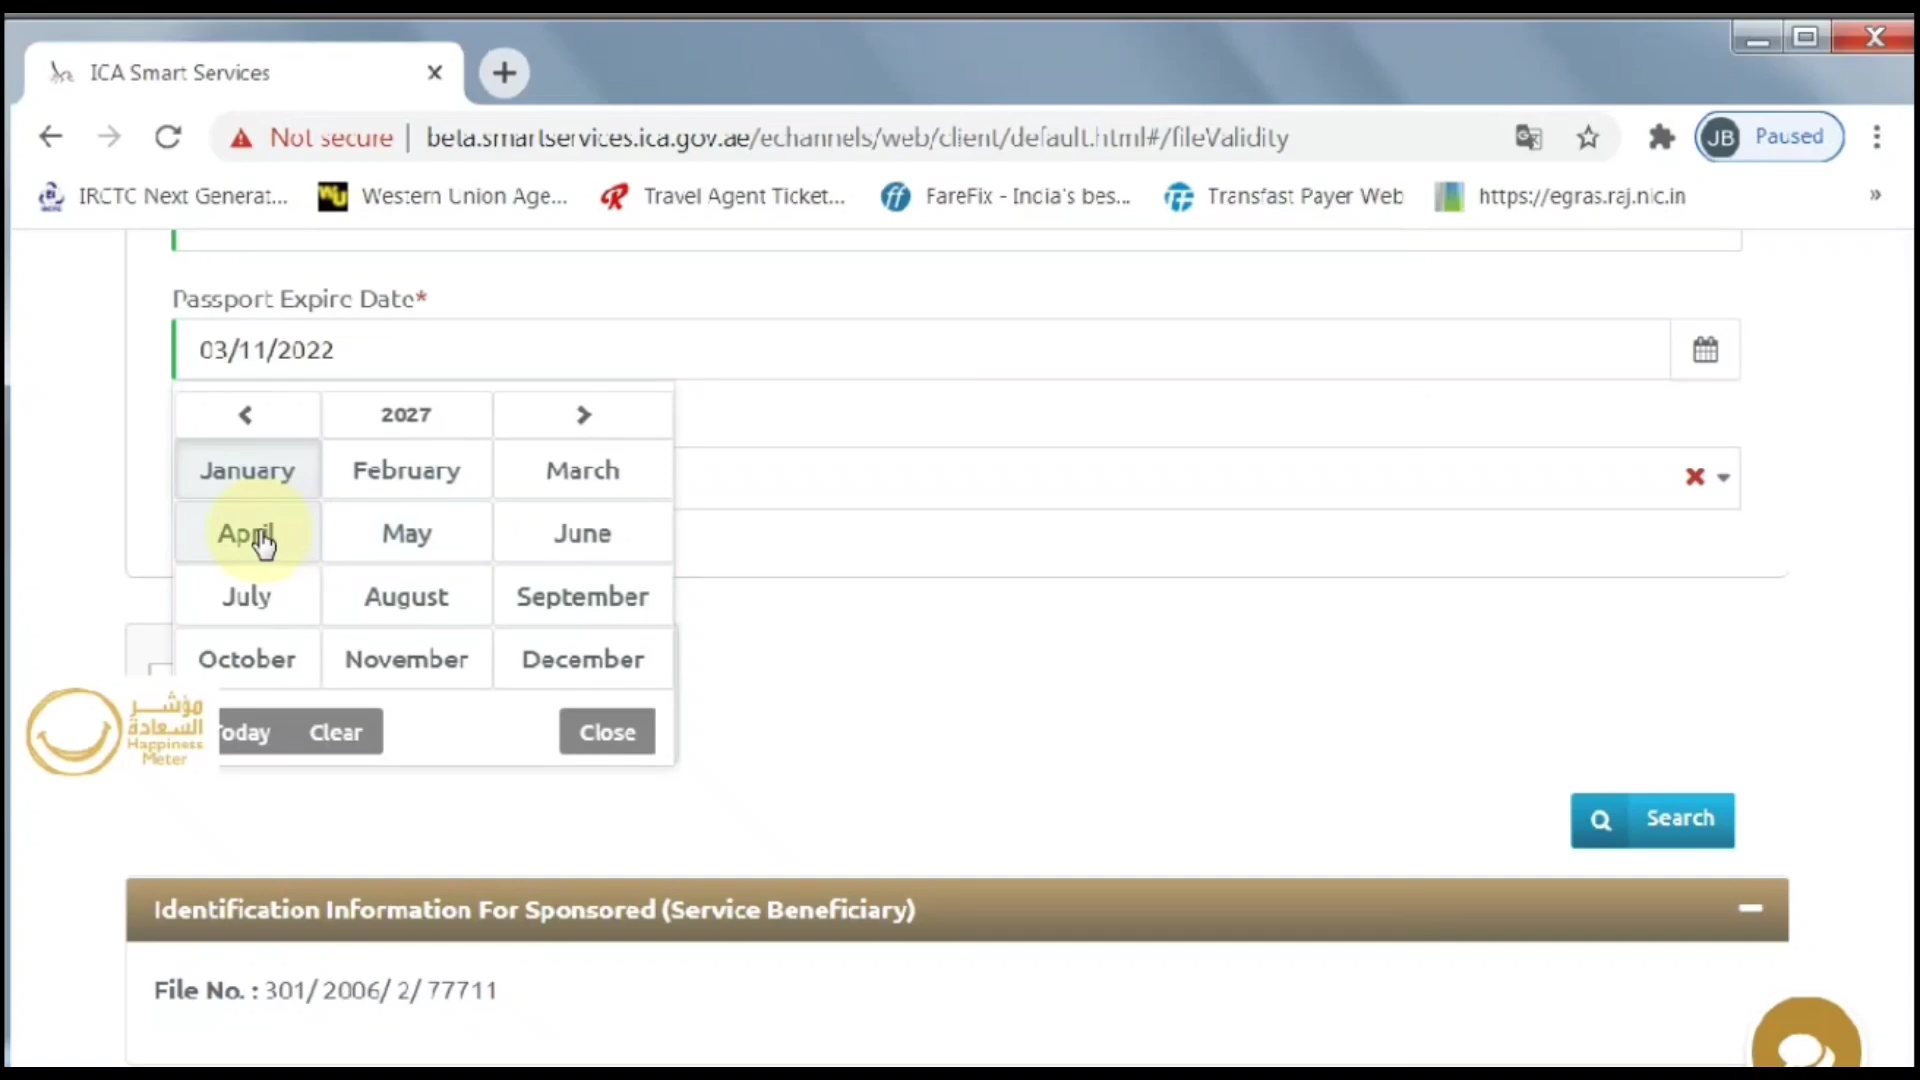 ICA Smart Services
Not secure | beta.smartservices.ica.gov.ae/echannels/web/client/default.html#/fileValidity
JB Paused
IRCTC Next Generat...
Western Union Age...
Travel Agent Ticket...
FareFix - India's bes...
Transfast Payer Web
https://egras.raj.nic.in
»
Passport Expire Date*
03/11/2022
2027
January February March
April May June
July August September
October November December
Today Clear Close
مؤشر
السعادة
Happiness
Meter
Search
Identification Information For Sponsored (Service Beneficiary)
File No. : 301/ 2006/ 2/ 77711